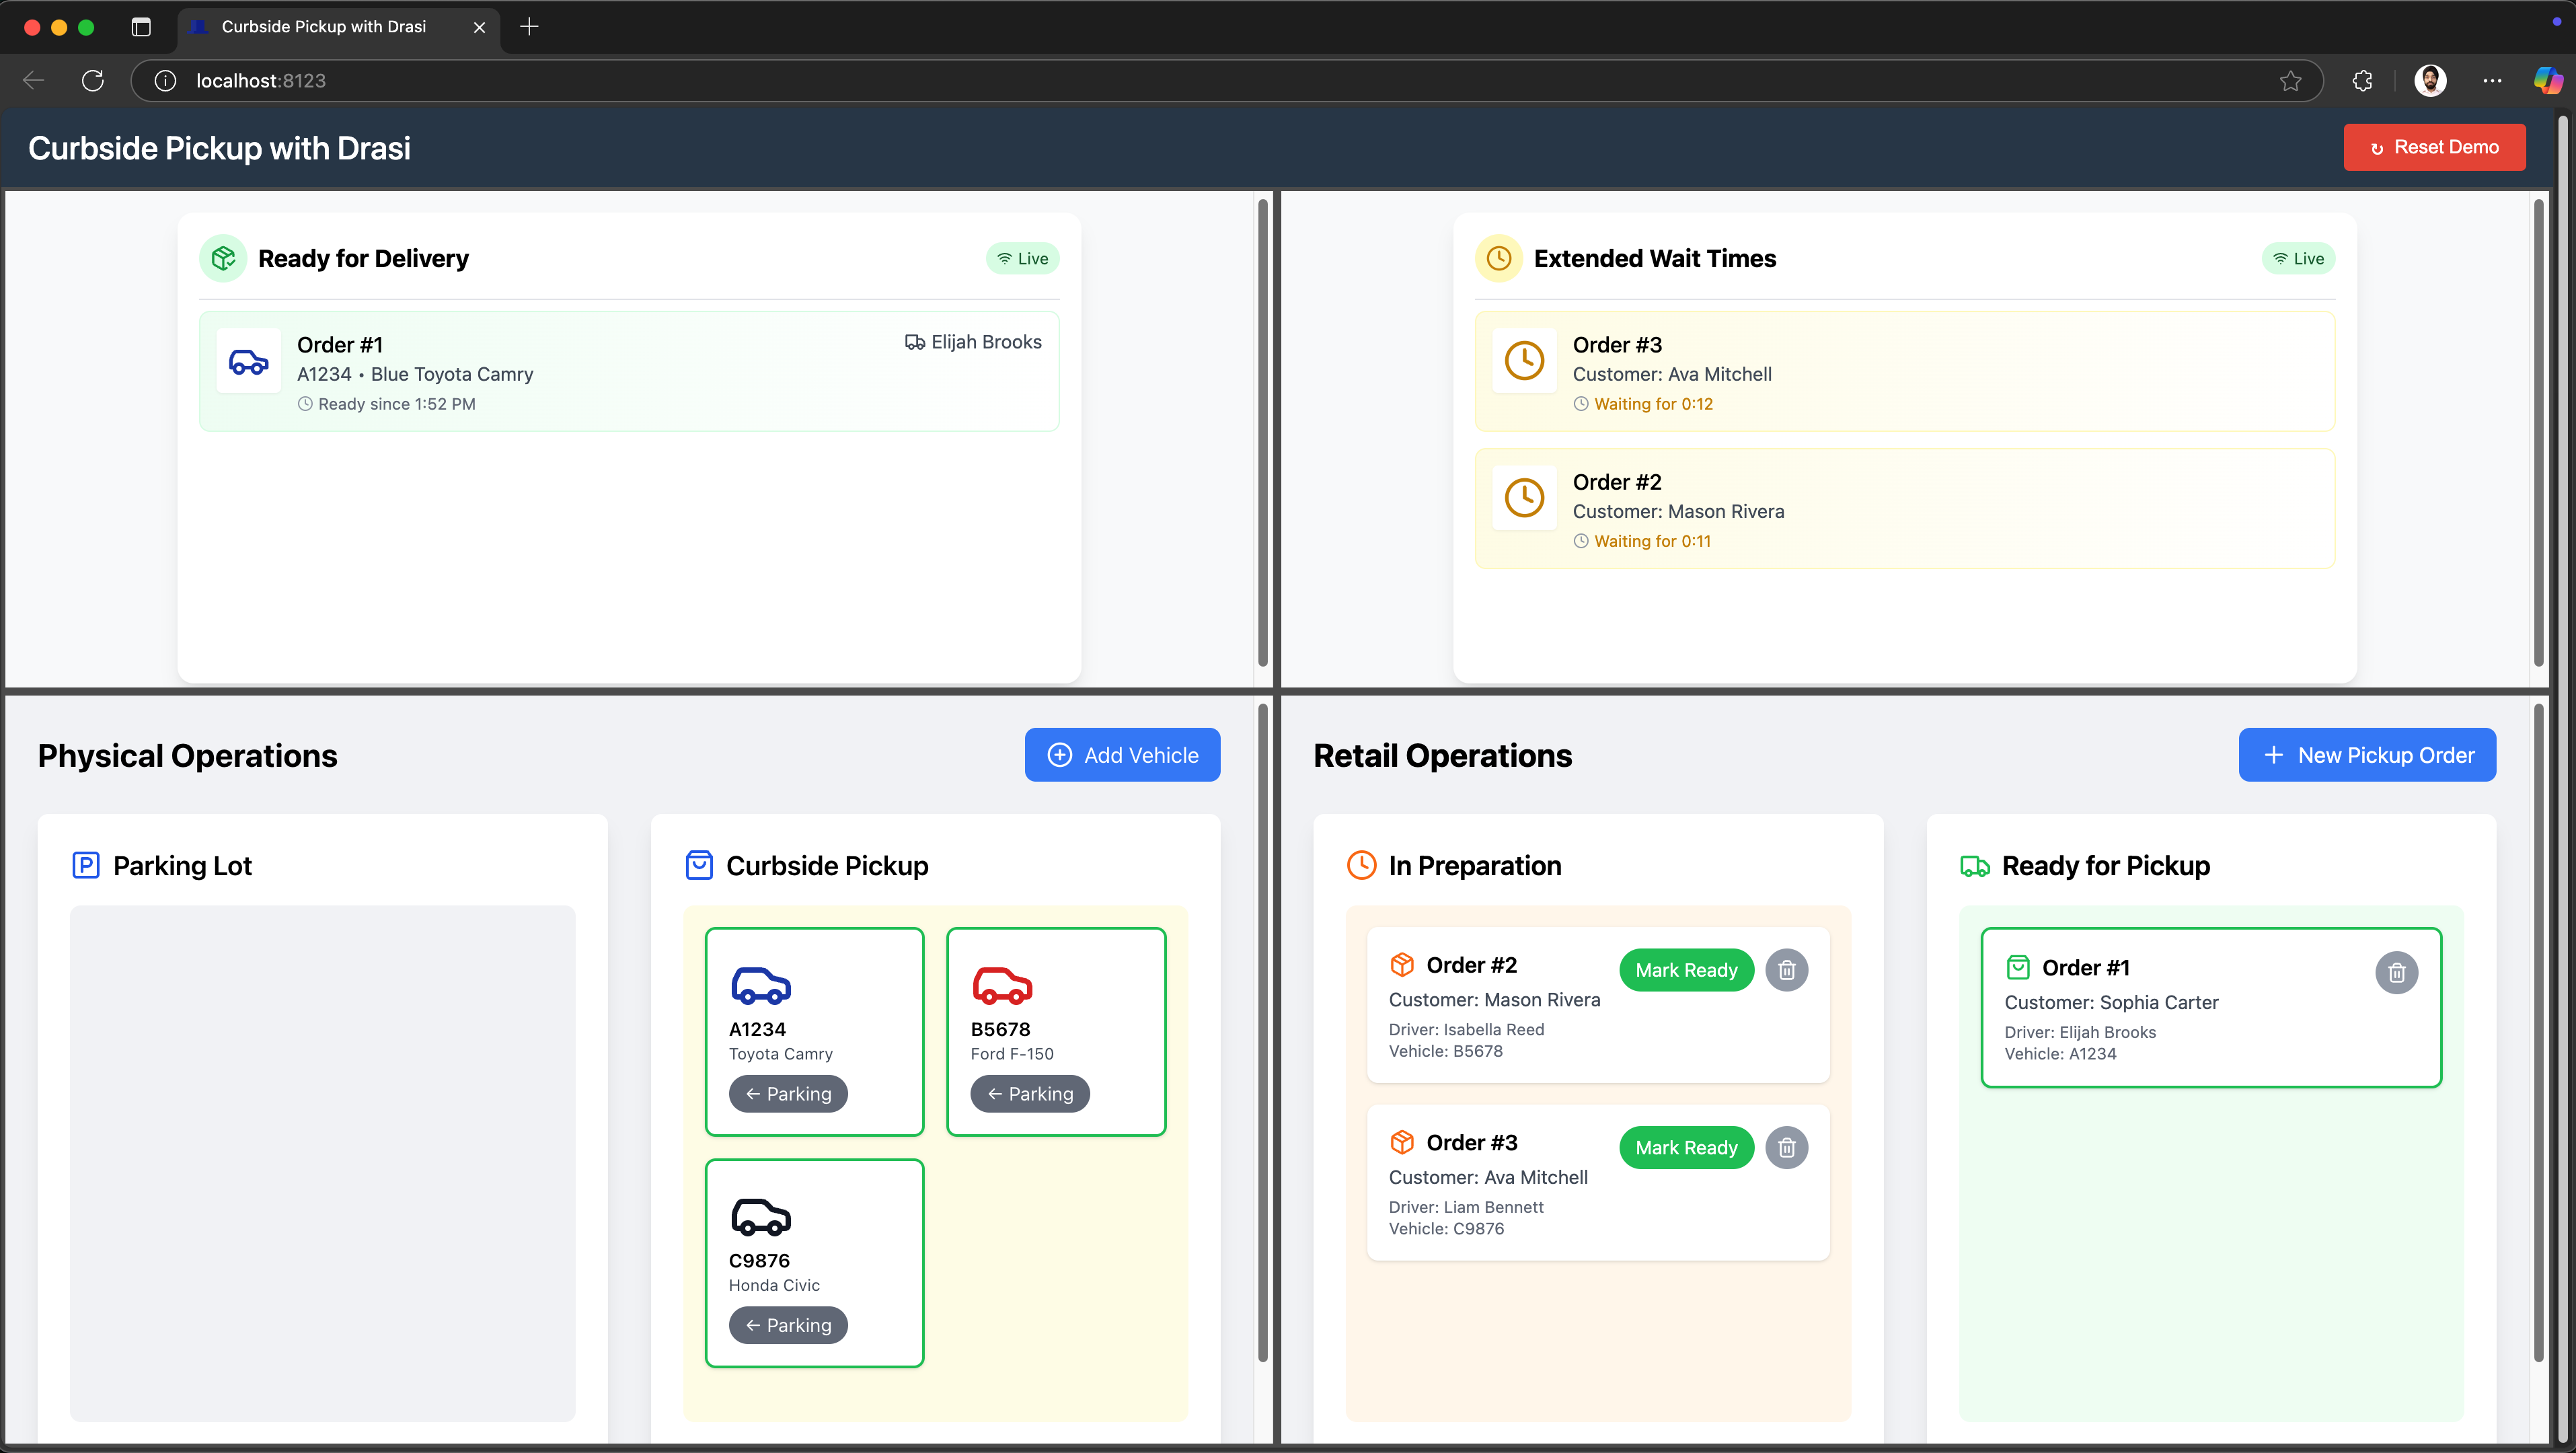 Curbside Pickup with Drasi
localhost:8123
Curbside Pickup with Drasi
↻ Reset Demo
Ready for Delivery
Live
Order #1
Elijah Brooks
A1234 • Blue Toyota Camry
Ready since 1:52 PM
Extended Wait Times
Live
Order #3
Customer: Ava Mitchell
Waiting for 0:12
Order #2
Customer: Mason Rivera
Waiting for 0:11
Physical Operations
Add Vehicle
Parking Lot
Curbside Pickup
A1234
Toyota Camry
← Parking
B5678
Ford F-150
← Parking
C9876
Honda Civic
← Parking
Retail Operations
+ New Pickup Order
In Preparation
Order #2
Mark Ready
Customer: Mason Rivera
Driver: Isabella Reed
Vehicle: B5678
Order #3
Mark Ready
Customer: Ava Mitchell
Driver: Liam Bennett
Vehicle: C9876
Ready for Pickup
Order #1
Customer: Sophia Carter
Driver: Elijah Brooks
Vehicle: A1234